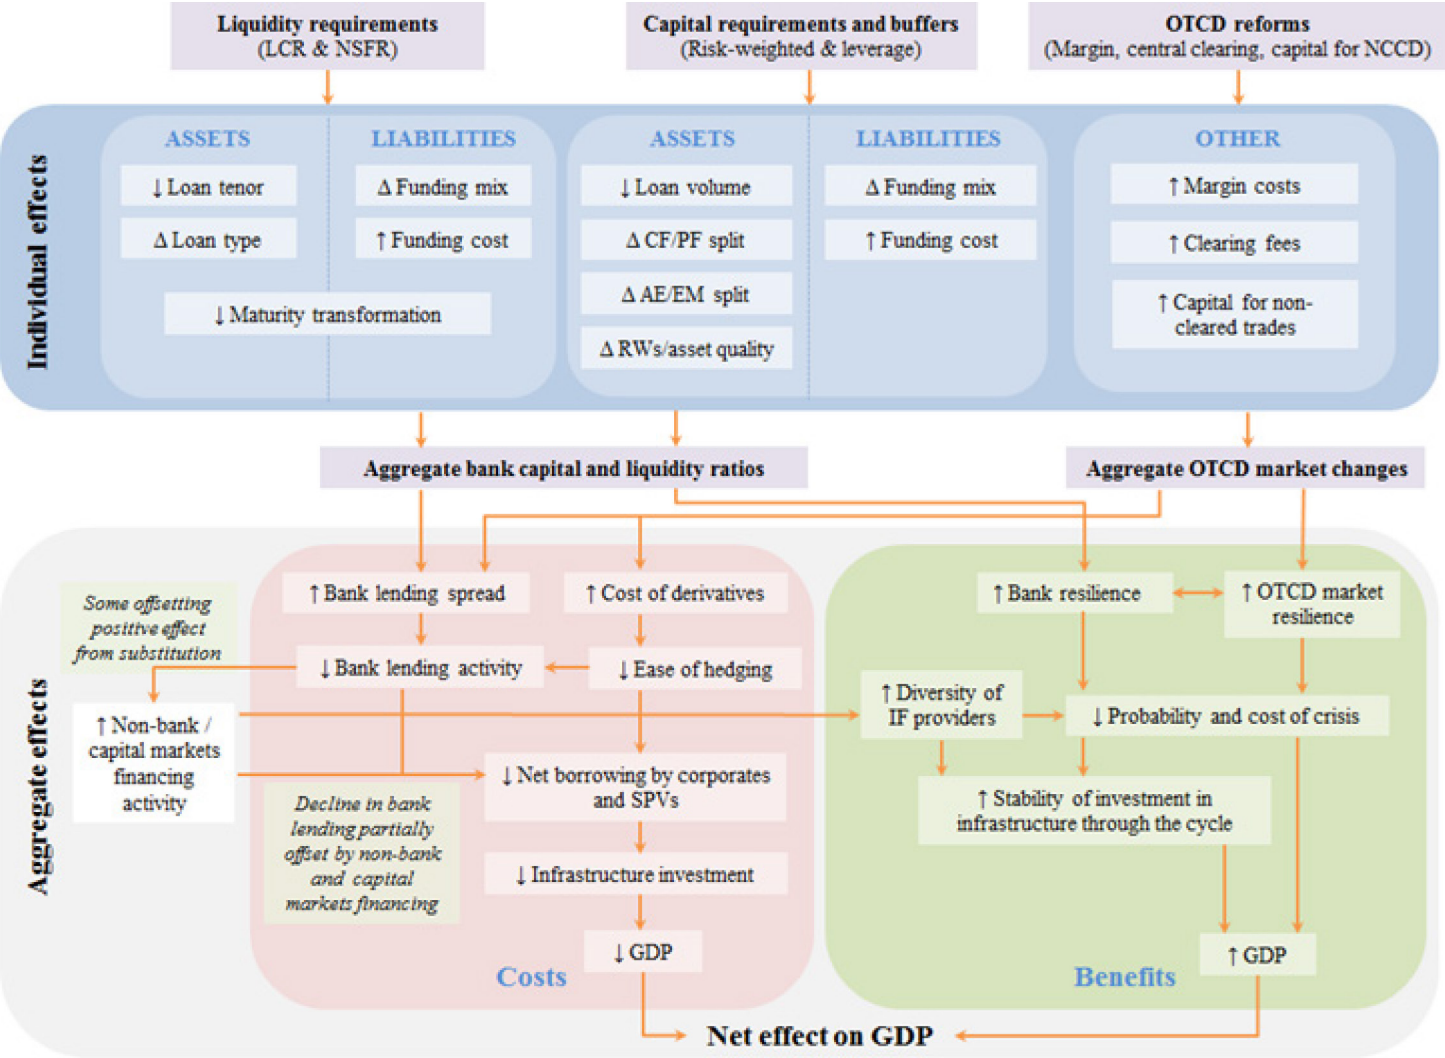 Liquidity requirements
(LCR & NSFR)
Capital requirements and buffers
(Risk-weighted & leverage)
OTCD reforms
(Margin, central clearing, capital for NCCD)
Individual effects
ASSETS
↓ Loan tenor
Δ Loan type
LIABILITIES
Δ Funding mix
↑ Funding cost
↓ Maturity transformation
ASSETS
↓ Loan volume
Δ CF/PF split
Δ AE/EM split
Δ RWs/asset quality
LIABILITIES
Δ Funding mix
↑ Funding cost
OTHER
↑ Margin costs
↑ Clearing fees
↑ Capital for non-
cleared trades
Aggregate bank capital and liquidity ratios
Aggregate OTCD market changes
Aggregate effects
Some offsetting
positive effect
from substitution
↑ Non-bank /
capital markets
financing
activity
↑ Bank lending spread
↑ Cost of derivatives
↓ Bank lending activity
↓ Ease of hedging
↓ Net borrowing by corporates
and SPVs
Decline in bank
lending partially
offset by non-bank
and capital
markets financing
↓ Infrastructure investment
↓ GDP
Costs
↑ Bank resilience
↑ OTCD market
resilience
↑ Diversity of
IF providers
↓ Probability and cost of crisis
↑ Stability of investment in
infrastructure through the cycle
↑ GDP
Benefits
Net effect on GDP